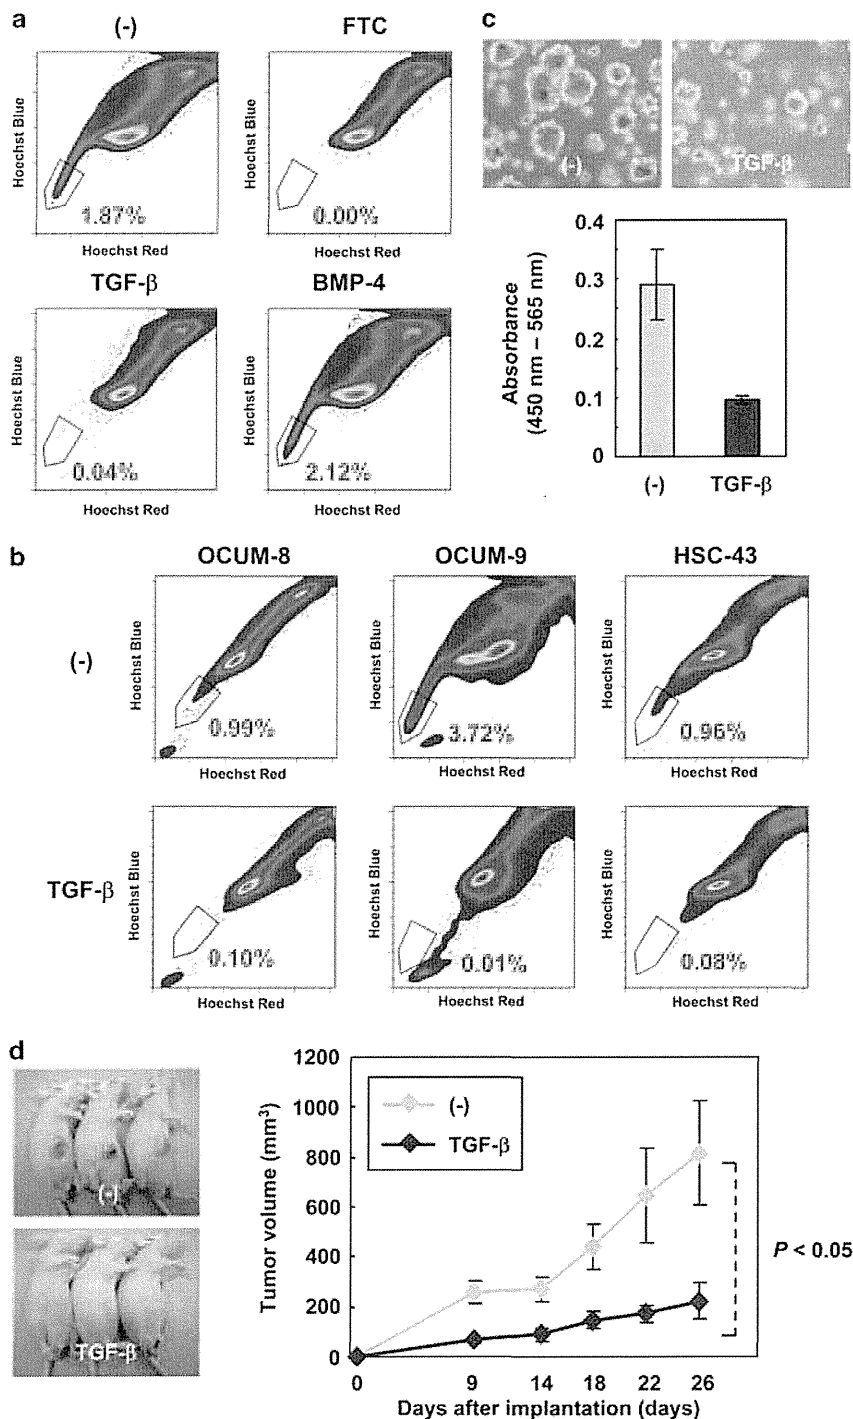 a
(-)
FTC
Hoechst Blue
Hoechst Blue
1.87%
0.00%
Hoechst Red
Hoechst Red
TGF-β
BMP-4
Hoechst Blue
Hoechst Blue
0.04%
2.12%
Hoechst Red
Hoechst Red
c
(-)
TGF-β
Absorbance
(450 nm – 565 nm)
0.4
0.3
0.2
0.1
0
(-)
TGF-β
b
OCUM-8
OCUM-9
HSC-43
(-)
Hoechst Blue
Hoechst Blue
Hoechst Blue
0.99%
3.72%
0.96%
Hoechst Red
Hoechst Red
Hoechst Red
TGF-β
Hoechst Blue
Hoechst Blue
Hoechst Blue
0.10%
0.01%
0.08%
Hoechst Red
Hoechst Red
Hoechst Red
d
(-)
TGF-β
Tumor volume (mm³)
1200
1000
800
600
400
200
0
(-)
TGF-β
P < 0.05
0
9
14
18
22
26
Days after implantation (days)